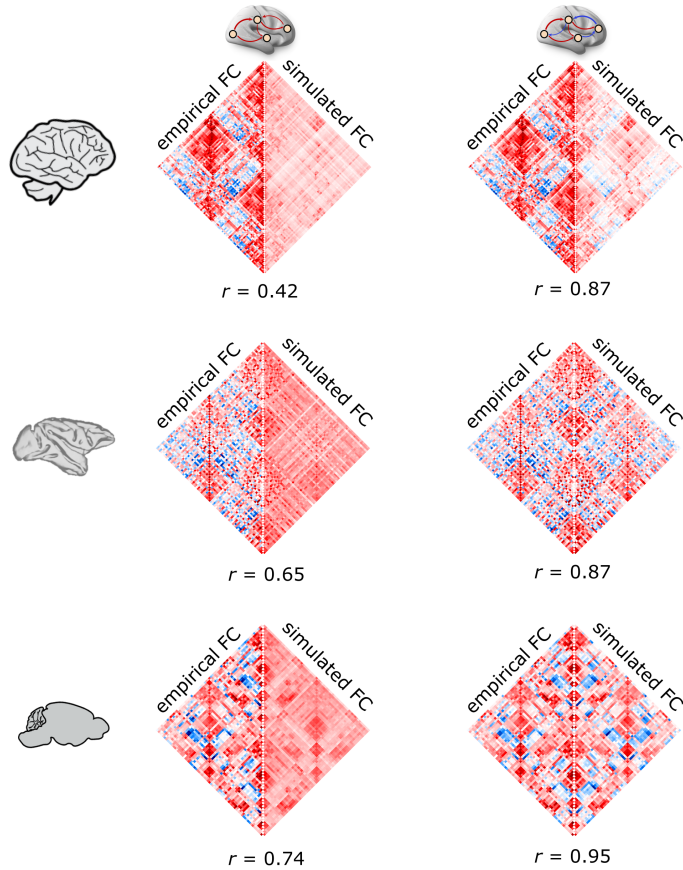 empirical FC
simulated FC
empirical FC
simulated FC
r = 0.42
r = 0.87
empirical FC
simulated FC
empirical FC
simulated FC
r = 0.65
r = 0.87
empirical FC
simulated FC
empirical FC
simulated FC
r = 0.74
r = 0.95